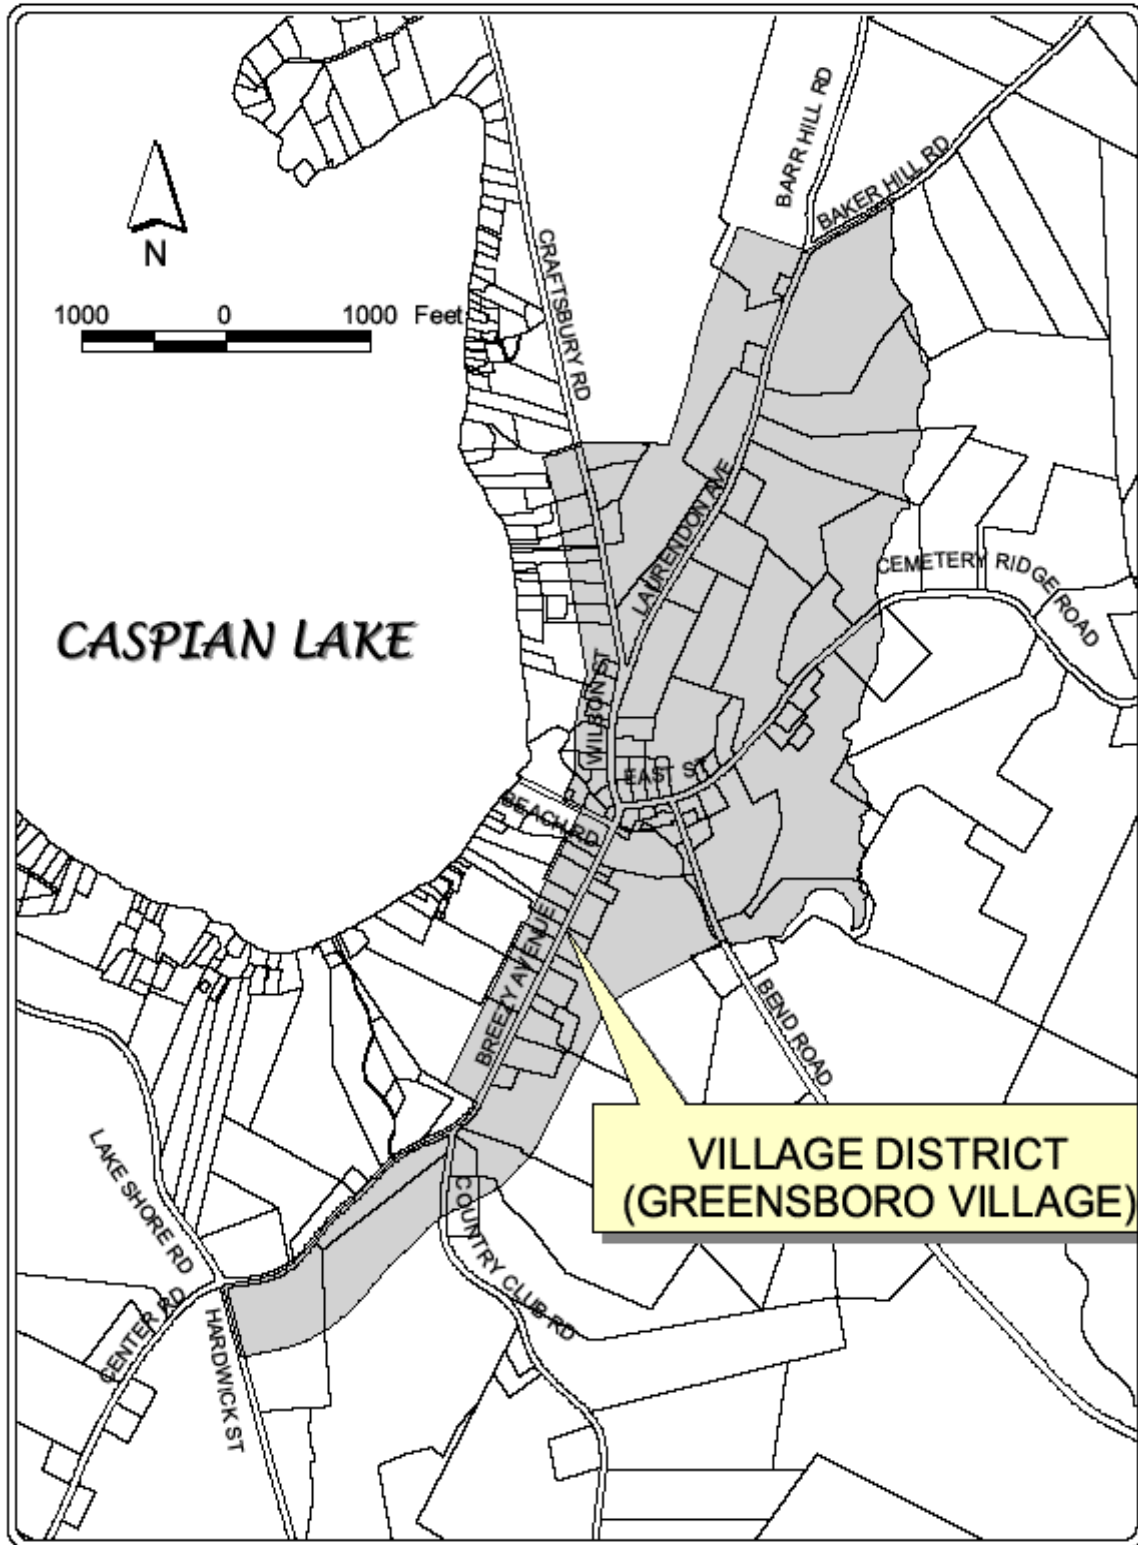 BARR HILL RD
BAKER HILL RD
N
CRAFTSBURY RD
1000 0 1000 Feet
LAURENDON AVE
CEMETERY RIDGE ROAD
CASPIAN LAKE
WILSON ST
EAST ST
BEACH RD
BREEZY AVENUE
BEND ROAD
VILLAGE DISTRICT
(GREENSBORO VILLAGE)
LAKE SHORE RD
COUNTRY CLUB RD
CENTER RD
HARDWICK ST